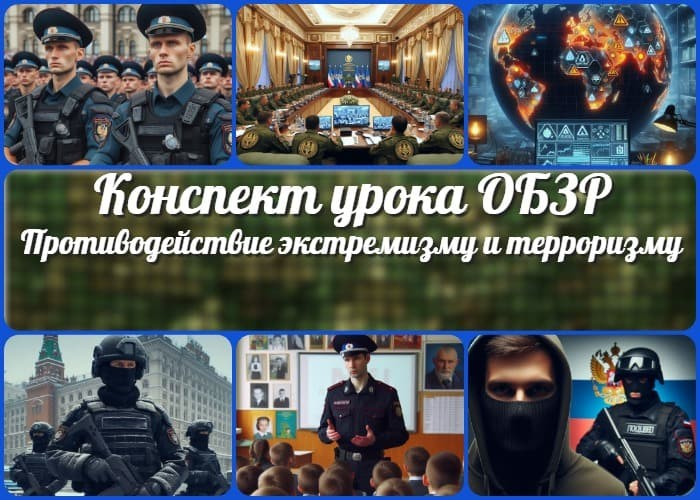 Конспект урока ОБЗР
Противодействие экстремизму и терроризму